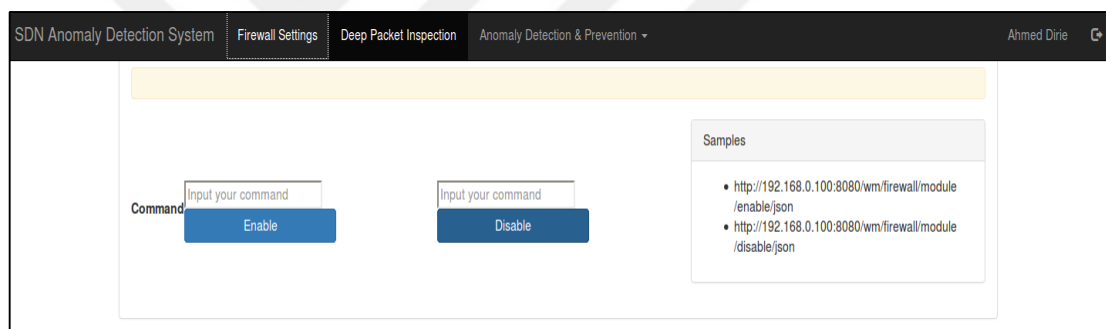 SDN Anomaly Detection System Firewall Settings Deep Packet Inspection Anomaly Detection & Prevention Ahmed Dirie
Samples
Command
Input your command
Enable
Input your command
Disable
http://192.168.0.100:8080/wm/firewall/module
/enable/json
http://192.168.0.100:8080/wm/firewall/module
/disable/json